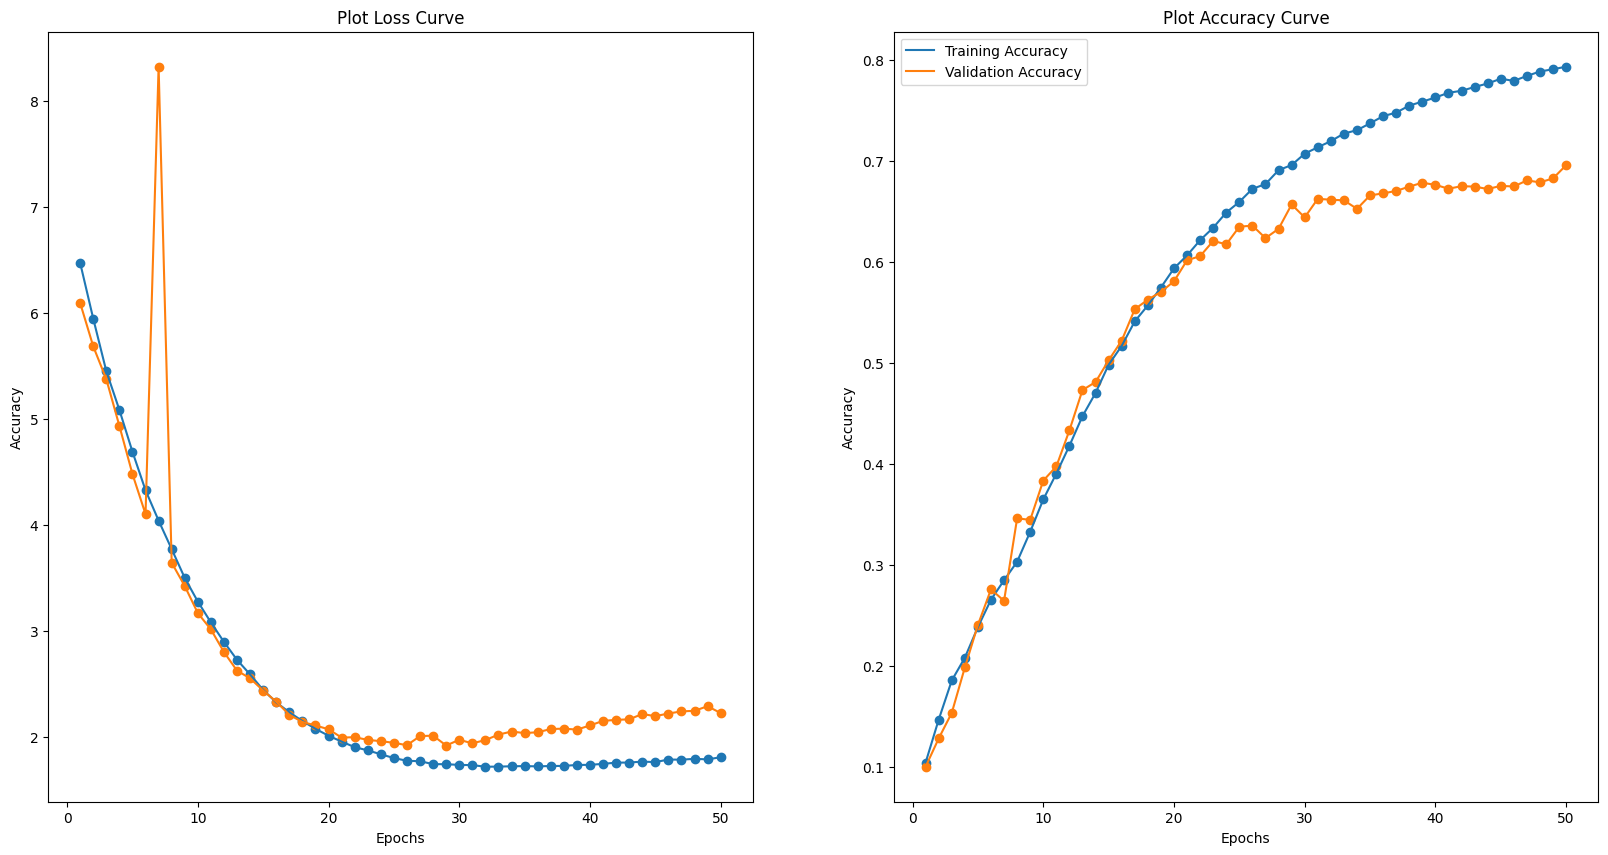 Plot Loss Curve
8
7
6
5
4
3
2
Accuracy
0 10 20 30 40 50
Epochs
Plot Accuracy Curve
Training Accuracy
Validation Accuracy
0.8
0.7
0.6
0.5
0.4
0.3
0.2
0.1
Accuracy
0 10 20 30 40 50
Epochs